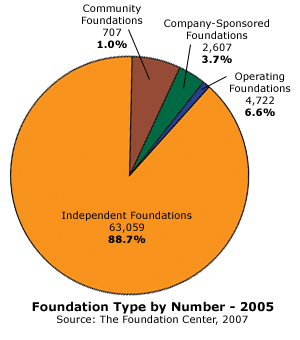 Community
Foundations
707
1.0%
Company-Sponsored
Foundations
2,607
3.7%
Operating
Foundations
4,722
6.6%
Independent Foundations
63,059
88.7%
Foundation Type by Number - 2005
Source: The Foundation Center, 2007